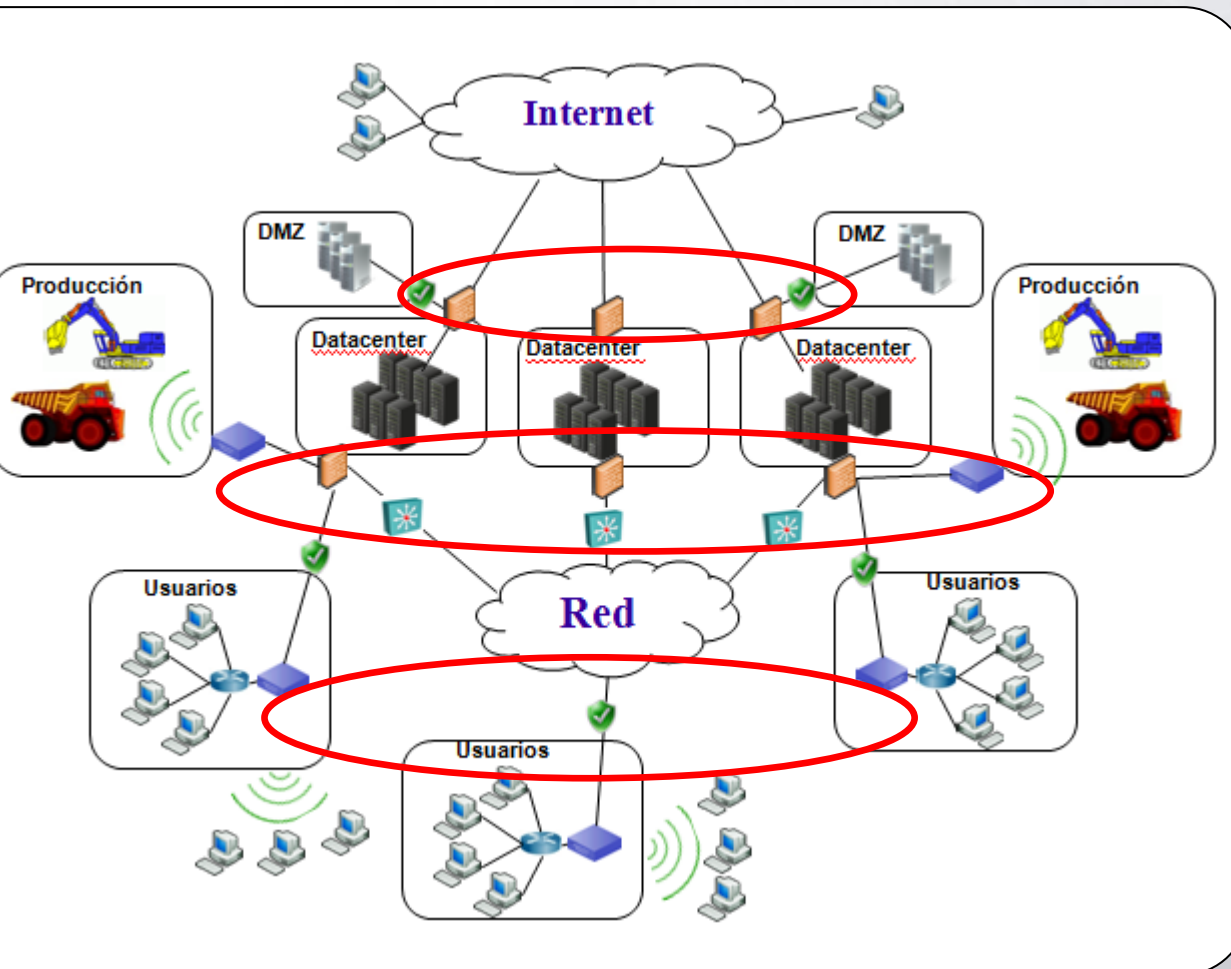 Internet
DMZ
DMZ
Producción
Producción
Datacenter
Datacenter
Datacenter
Usuarios
Red
Usuarios
Usuarios